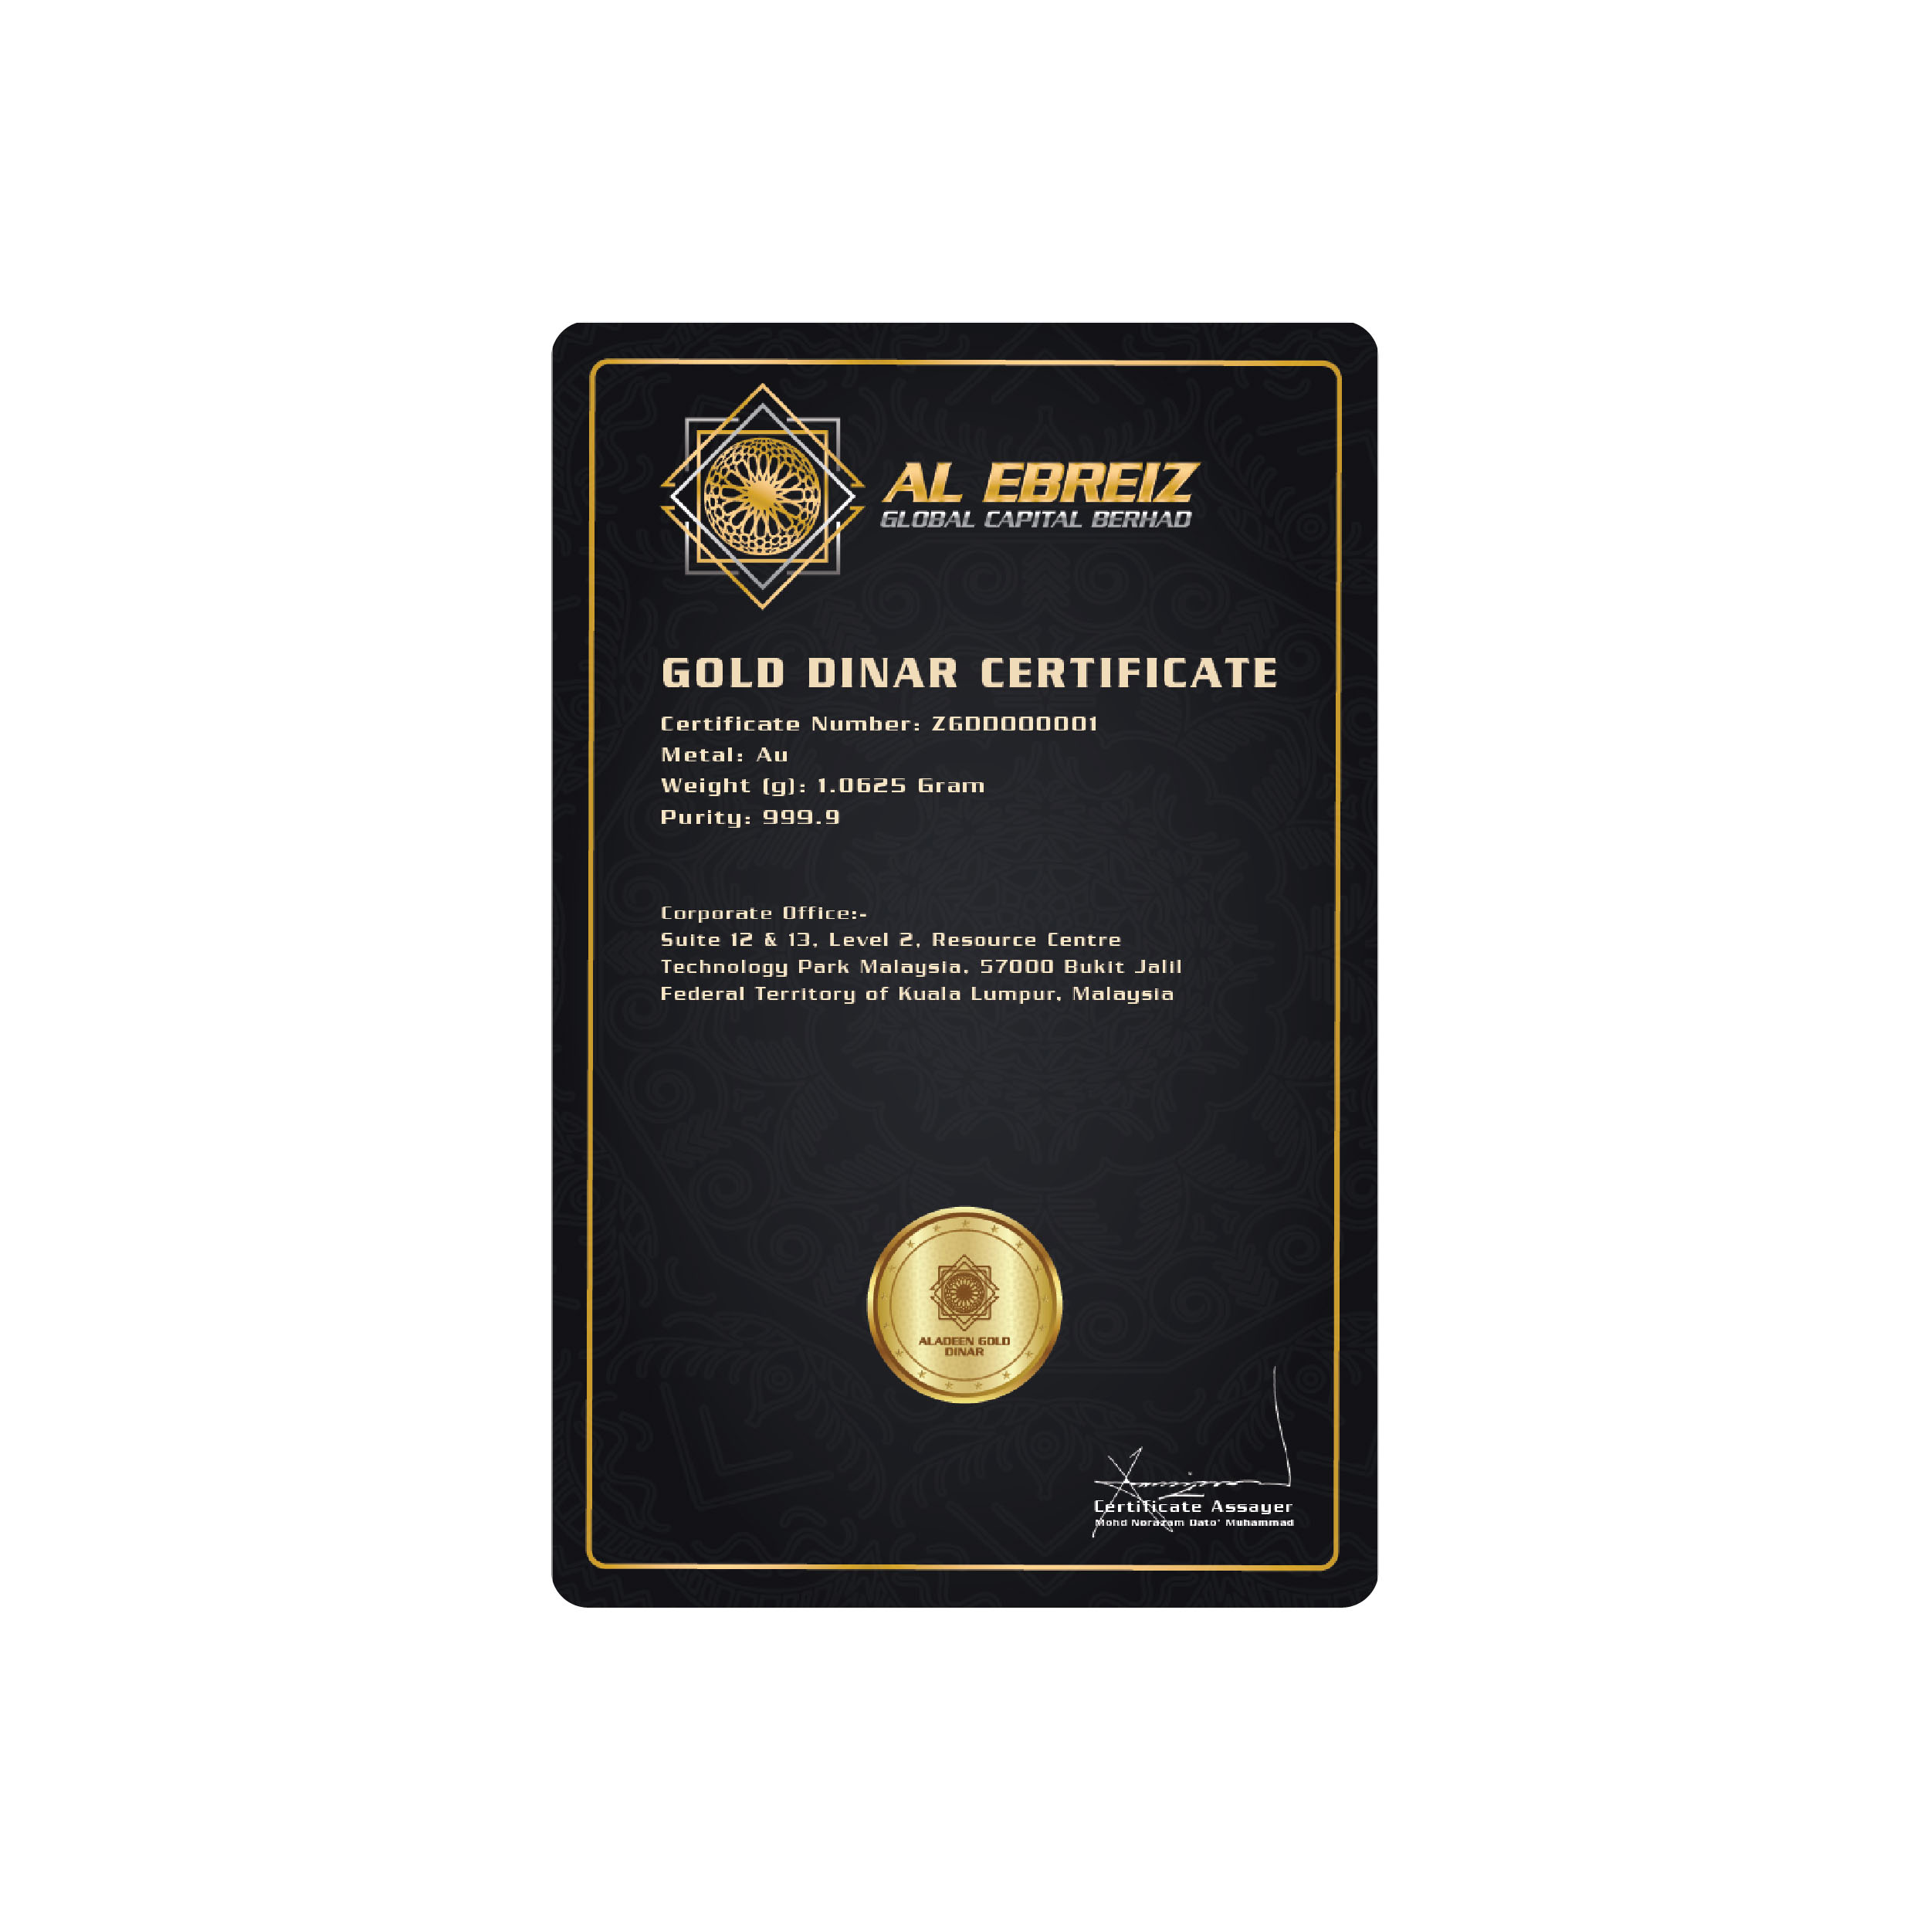 AL EBREIZ
GLOBAL CAPITAL BERHAD
GOLD DINAR CERTIFICATE
Certificate Number: ZGDD000001
Metal: Au
Weight (g): 1.0625 Gram
Purity: 999.9
Corporate Office:-
Suite 12 & 13, Level 2, Resource Centre
Technology Park Malaysia, 57000 Bukit Jalil
Federal Territory of Kuala Lumpur, Malaysia
ALADEEN GOLD
DINAR
Certificate Assayer
Mohd Norazam Dato' Muhammad